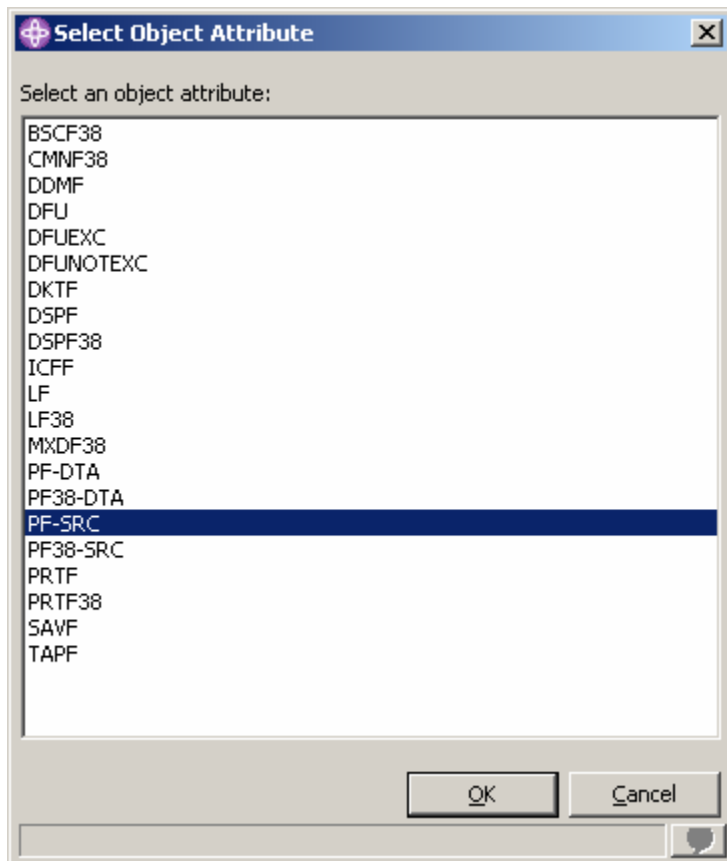 Select Object Attribute
Select an object attribute:
BSCF38
CMNF38
DDMF
DFU
DFUEXC
DFUNOTEXC
DKTF
DSPF
DSPF38
ICFF
LF
LF38
MXDF38
PF-DTA
PF38-DTA
PF-SRC
PF38-SRC
PRTF
PRTF38
SAVF
TAPF
OK Cancel